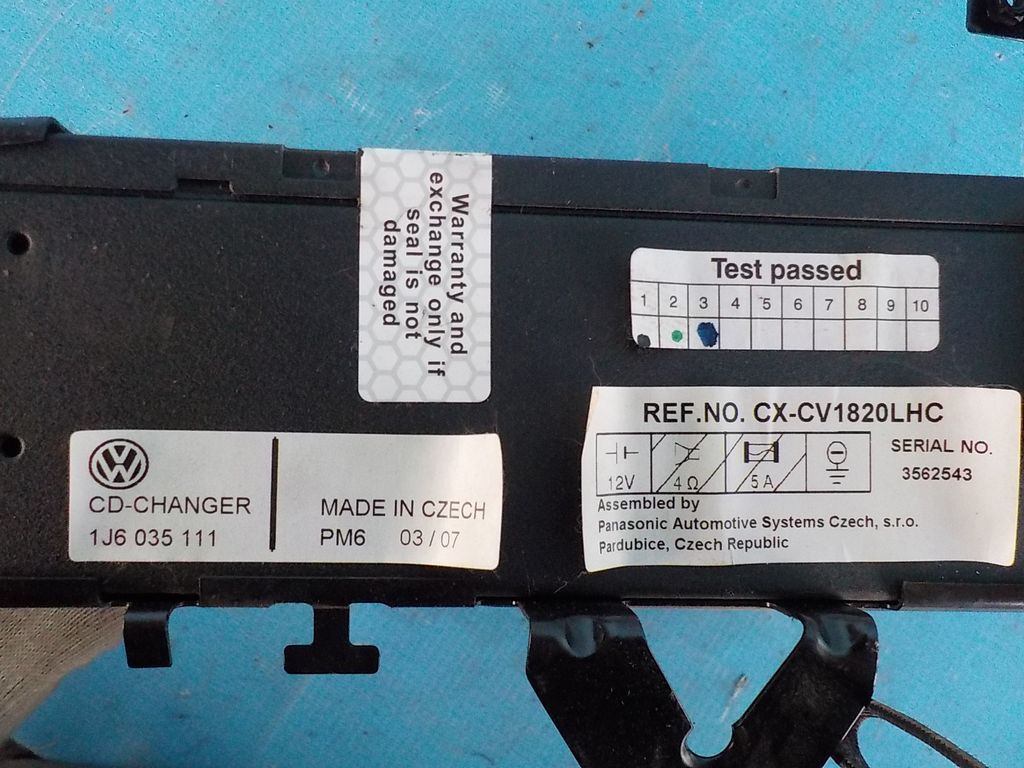 Warranty and
exchange only if
seal is not
damaged
Test passed
1 2 3 4 5 6 7 8 9 10
REF.NO. CX-CV1820LHC
12V 4 Ω 5 A
SERIAL NO.
3562543
Assembled by
Panasonic Automotive Systems Czech, s.r.o.
Pardubice, Czech Republic
CD-CHANGER
1J6 035 111
MADE IN CZECH
PM6 03/07